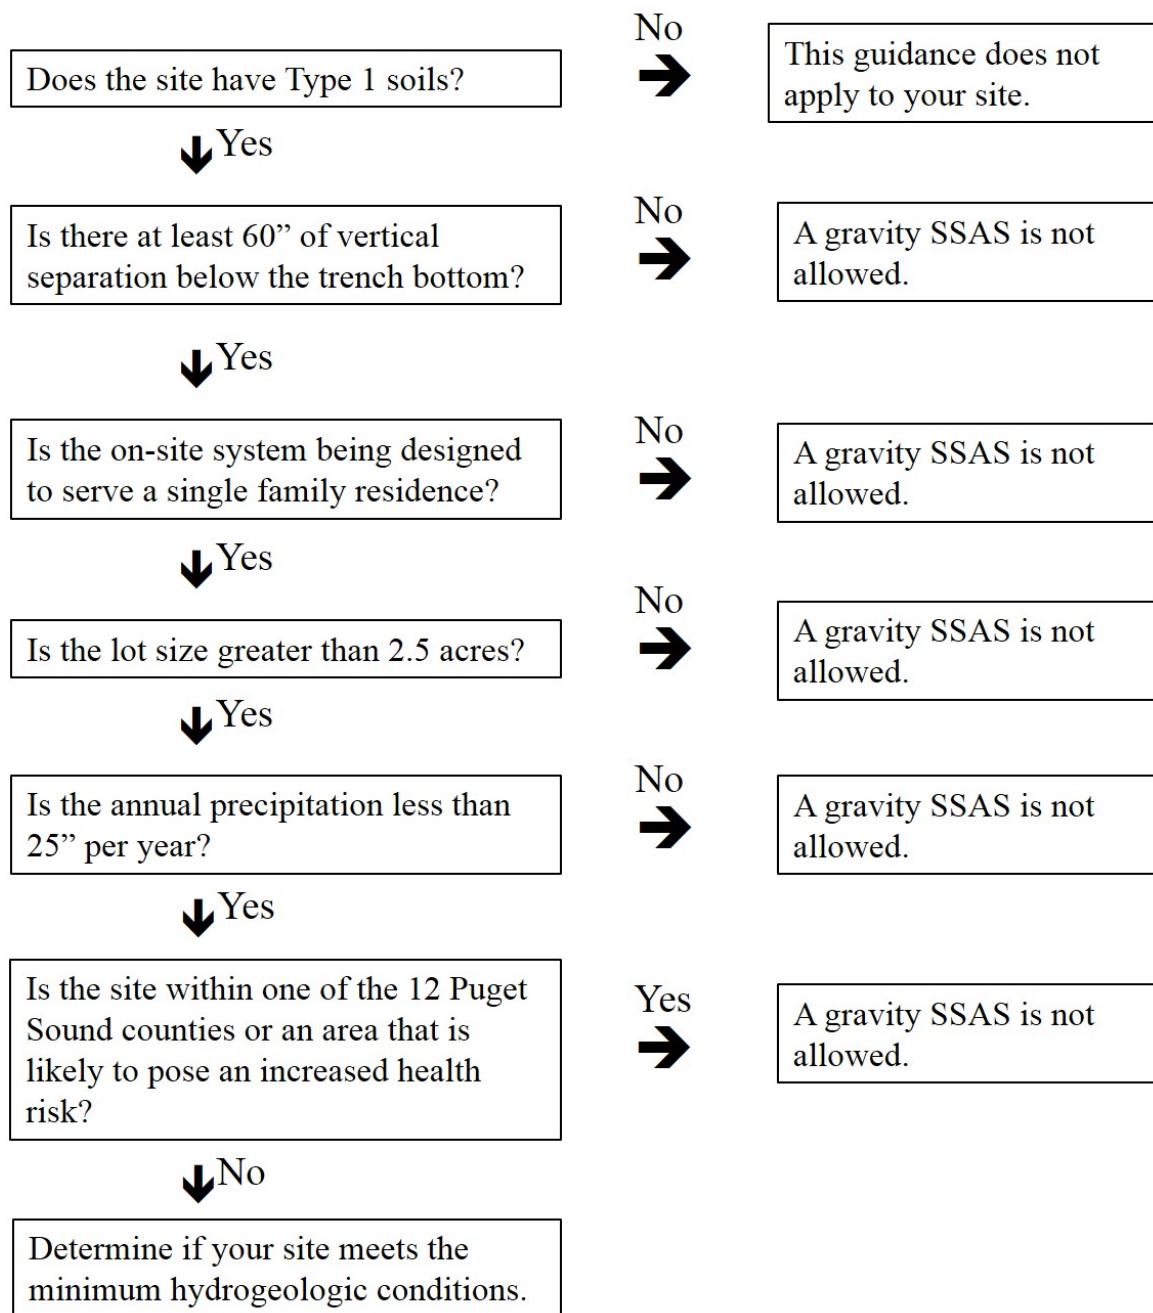 Does the site have Type 1 soils?
No
This guidance does not
apply to your site.
Yes
Is there at least 60” of vertical
separation below the trench bottom?
No
A gravity SSAS is not
allowed.
Yes
Is the on-site system being designed
to serve a single family residence?
No
A gravity SSAS is not
allowed.
Yes
Is the lot size greater than 2.5 acres?
No
A gravity SSAS is not
allowed.
Yes
Is the annual precipitation less than
25” per year?
No
A gravity SSAS is not
allowed.
Yes
Is the site within one of the 12 Puget
Sound counties or an area that is
likely to pose an increased health
risk?
Yes
A gravity SSAS is not
allowed.
No
Determine if your site meets the
minimum hydrogeologic conditions.